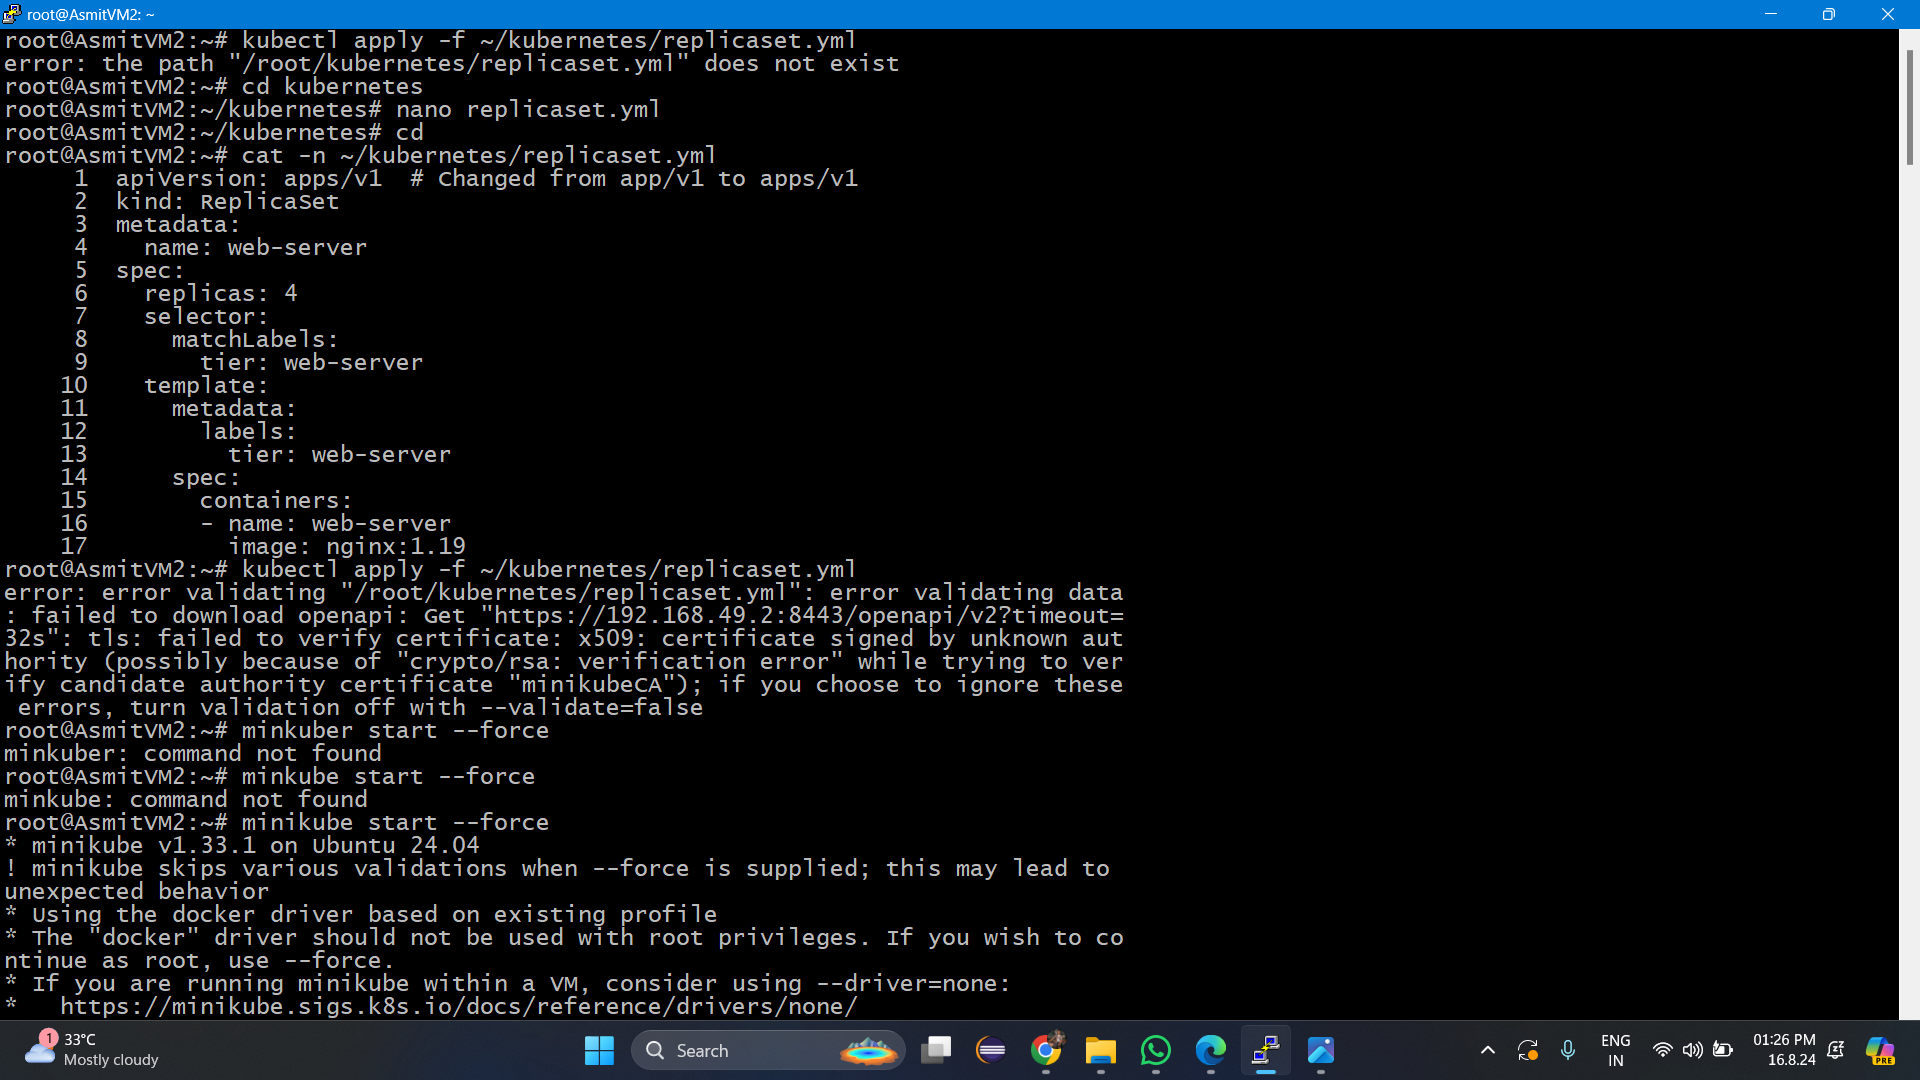 root@AsmitVM2: ~
root@AsmitVM2:~# kubectl apply -f ~/kubernetes/replicaset.yml
error: the path "/root/kubernetes/replicaset.yml" does not exist
root@AsmitVM2:~# cd kubernetes
root@AsmitVM2:~/kubernetes# nano replicaset.yml
root@AsmitVM2:~/kubernetes# cd
root@AsmitVM2:~# cat -n ~/kubernetes/replicaset.yml
     1  apiVersion: apps/v1  # Changed from app/v1 to apps/v1
     2  kind: ReplicaSet
     3  metadata:
     4    name: web-server
     5  spec:
     6    replicas: 4
     7    selector:
     8      matchLabels:
     9        tier: web-server
    10    template:
    11      metadata:
    12        labels:
    13          tier: web-server
    14      spec:
    15        containers:
    16        - name: web-server
    17          image: nginx:1.19
root@AsmitVM2:~# kubectl apply -f ~/kubernetes/replicaset.yml
error: error validating "/root/kubernetes/replicaset.yml": error validating data
: failed to download openapi: Get "https://192.168.49.2:8443/openapi/v2?timeout=
32s": tls: failed to verify certificate: x509: certificate signed by unknown aut
hority (possibly because of "crypto/rsa: verification error" while trying to ver
ify candidate authority certificate "minikubeCA"); if you choose to ignore these
 errors, turn validation off with --validate=false
root@AsmitVM2:~# minkuber start --force
minkuber: command not found
root@AsmitVM2:~# minkube start --force
minkube: command not found
root@AsmitVM2:~# minikube start --force
* minikube v1.33.1 on Ubuntu 24.04
! minikube skips various validations when --force is supplied; this may lead to
unexpected behavior
* Using the docker driver based on existing profile
* The "docker" driver should not be used with root privileges. If you wish to co
ntinue as root, use --force.
* If you are running minikube within a VM, consider using --driver=none:
*   https://minikube.sigs.k8s.io/docs/reference/drivers/none/
1
33°C
Mostly cloudy
Search
ENG
IN
01:26 PM
16.8.24
PRE